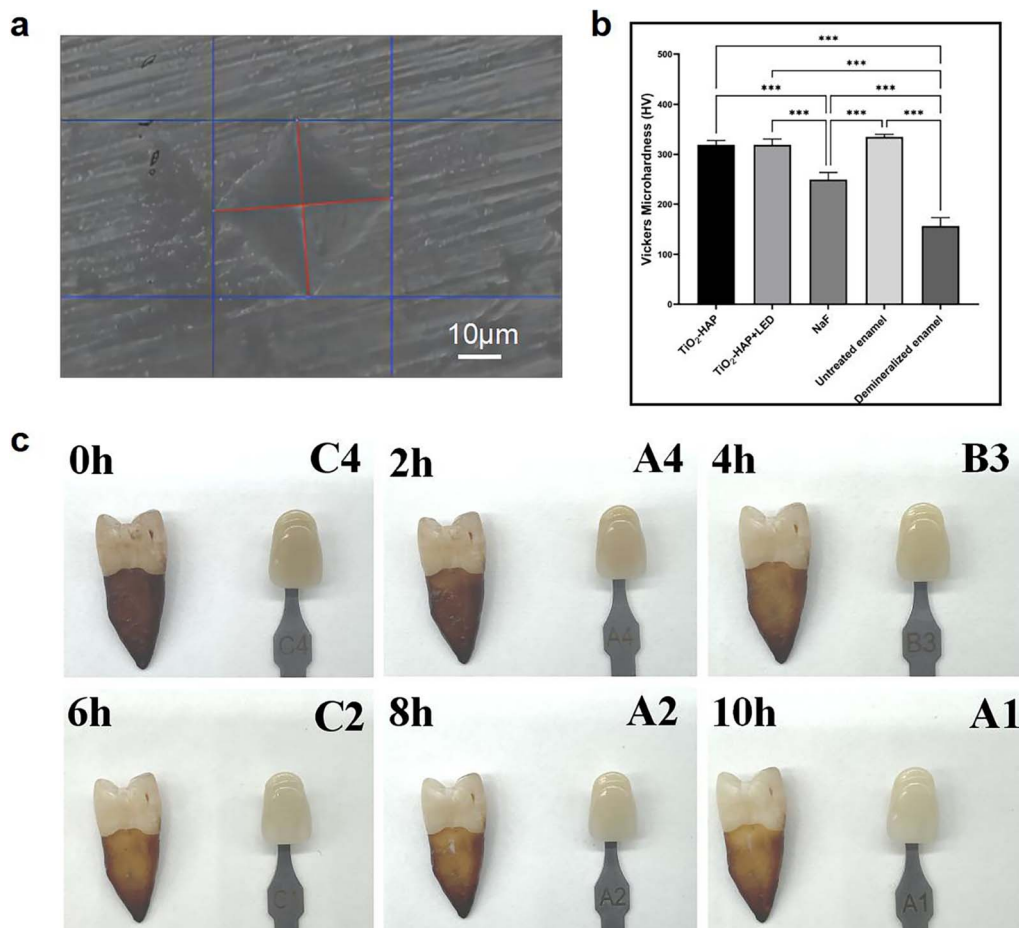 a
10μm
b
Vickers Microhardness (HV)
500
400
300
200
100
0
***
***
*** ***
*** *** ***
TiO₂-HAP
TiO₂-HAP+LED
NaF
Untreated enamel
Demineralized enamel
c
0h C4
C4
2h A4
A4
4h B3
B3
6h C2
C1
8h A2
A2
10h A1
A1